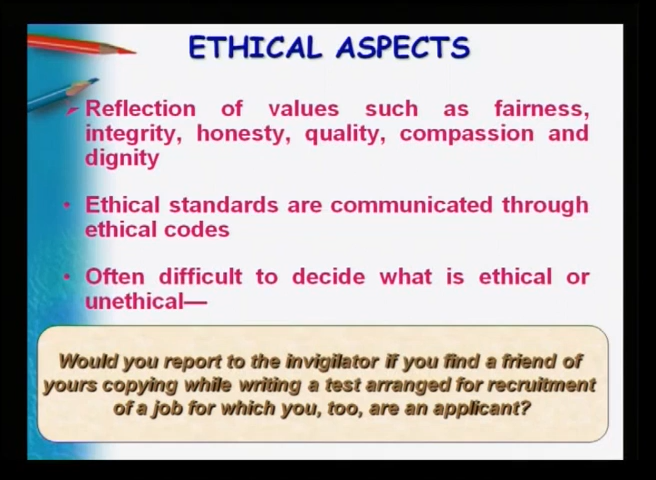 ETHICAL ASPECTS
➢ Reflection of values such as fairness,
integrity, honesty, quality, compassion and
dignity
• Ethical standards are communicated through
ethical codes
• Often difficult to decide what is ethical or
unethical—
Would you report to the invigilator if you find a friend of
yours copying while writing a test arranged for recruitment
of a job for which you, too, are an applicant?